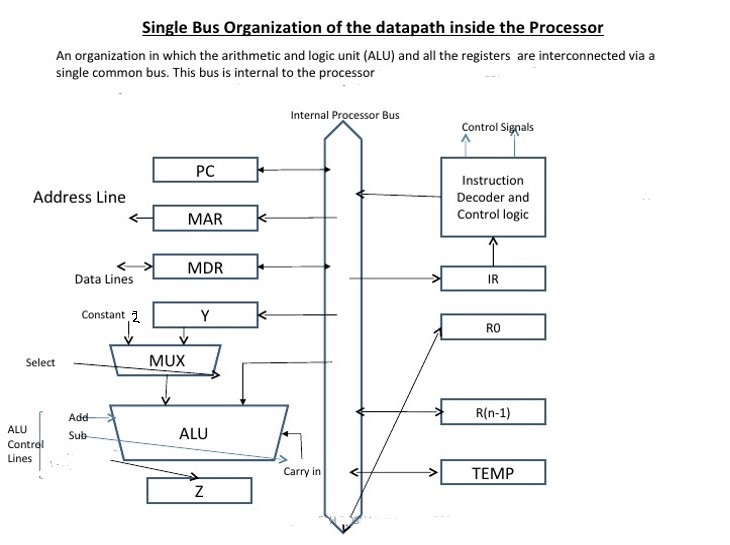 Single Bus Organization of the datapath inside the Processor
An organization in which the arithmetic and logic unit (ALU) and all the registers are interconnected via a
single common bus. This bus is internal to the processor
Internal Processor Bus
Control Signals
PC
Instruction
Decoder and
Control logic
Address Line
MAR
MDR
Data Lines
IR
Constant 2
Y
R0
MUX
Select
Add
R(n-1)
ALU
Control
Lines
Sub
ALU
Carry in
TEMP
Z